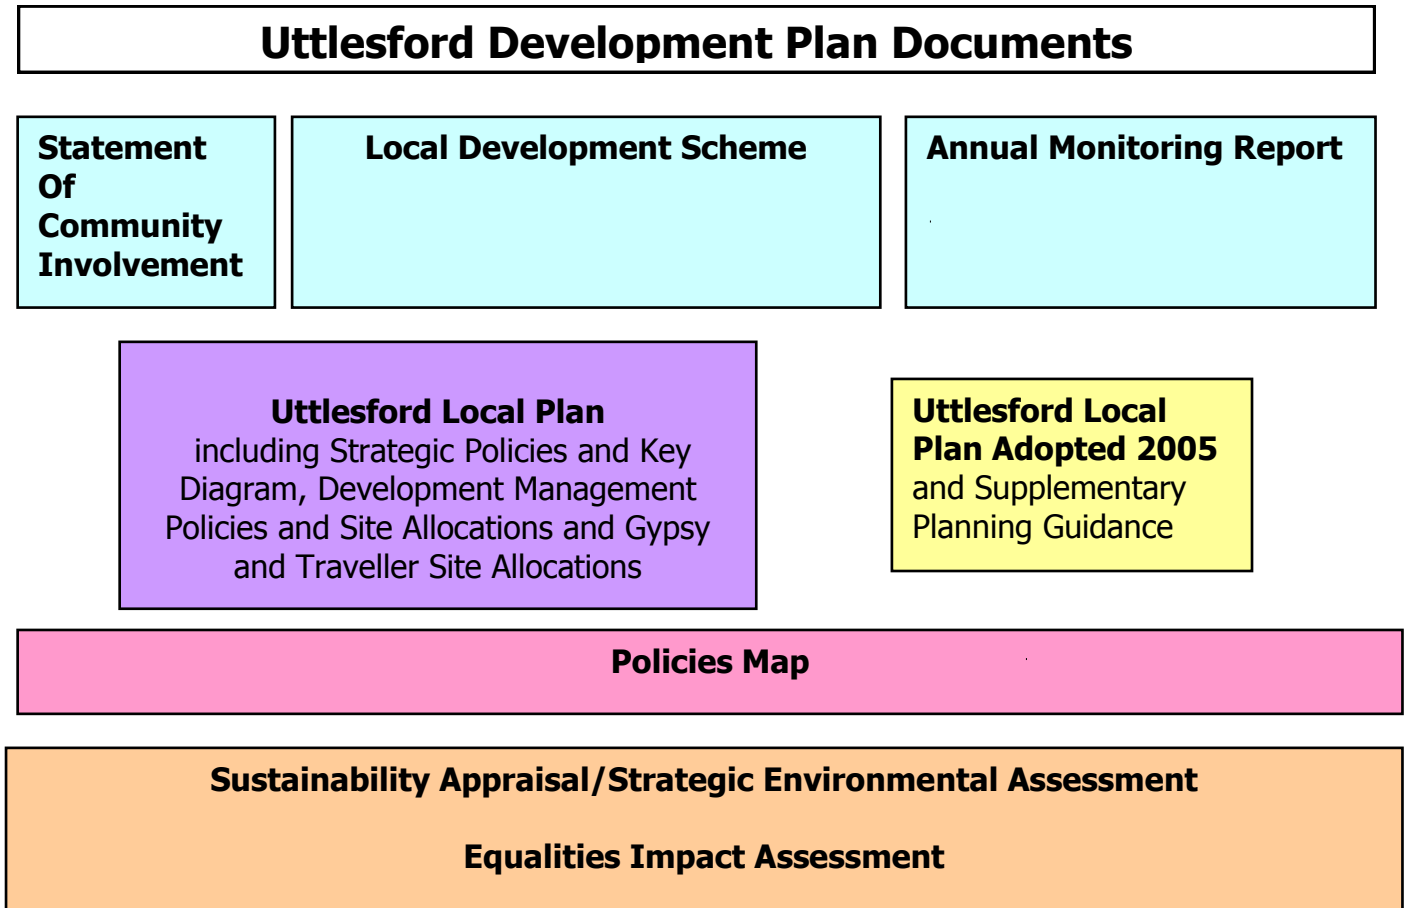 Uttlesford Development Plan Documents
Statement
Of
Community
Involvement
Local Development Scheme
Annual Monitoring Report
Uttlesford Local Plan
including Strategic Policies and Key
Diagram, Development Management
Policies and Site Allocations and Gypsy
and Traveller Site Allocations
Uttlesford Local
Plan Adopted 2005
and Supplementary
Planning Guidance
Policies Map
Sustainability Appraisal/Strategic Environmental Assessment
Equalities Impact Assessment